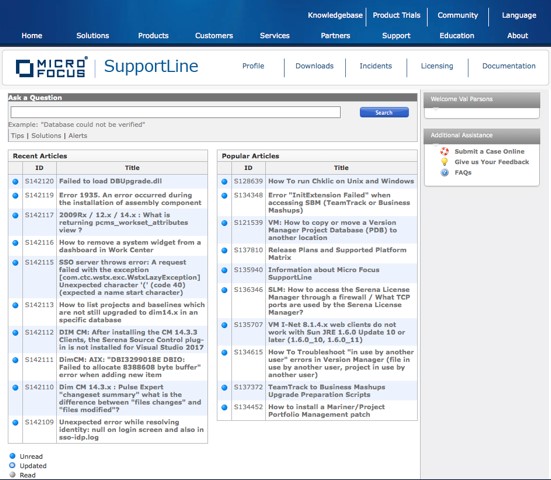 Knowledgebase Product Trials Community Language
Home Solutions Products Customers Services Partners Support Education About
MICRO FOCUS SupportLine Profile Downloads Incidents Licensing Documentation
Ask a Question
Search
Example: "Database could not be verified"
Tips | Solutions | Alerts
Welcome Val Parsons
Additional Assistance
Submit a Case Online
Give us Your Feedback
FAQs
Recent Articles
ID Title
S142120 Failed to load DBUpgrade.dll
S142119 Error 1935. An error occurred during the
installation of assembly component
S142117 2009Rx / 12.x / 14.x : What is
returning pcms_workset_attributes
view ?
S142116 How to remove a system widget from a
dashboard in Work Center
S142115 SSO server throws error: A request
failed with the exception
[com.ctc.wstx.exc.WstxLazyException]
Unexpected character '(' (code 40)
(expected a name start character)
S142113 How to list projects and baselines which
are not still upgraded to dim14.x in an
specific database
S142112 DIM CM: After installing the CM 14.3.3
Clients, the Serena Source Control plug-
in is not installed for Visual Studio 2017
S142111 DimCM: AIX: "DBI3299018E DBIO:
Failed to allocate 8388608 byte buffer"
error when adding new item
S142110 Dim CM 14.3.x : Pulse Expert
"changeset summary" what is the
difference between "files changes" and
"files modified"?
S142109 Unexpected error while resolving
identity: null on login screen and also in
sso-idp.log
Popular Articles
ID Title
S128639 How To run Chklic on Unix and Windows
S134348 Error "InitExtension Failed" when
accessing SBM (TeamTrack or Business
Mashups)
S121539 VM: How to copy or move a Version
Manager Project Database (PDB) to
another location
S137810 Release Plans and Supported Platform
Matrix
S135940 Information about Micro Focus
SupportLine
S136346 SLM: How to access the Serena License
Manager through a firewall / What TCP
ports are used by the Serena License
Manager?
S135707 VM I-Net 8.1.4.x web clients do not
work with Sun JRE 1.6.0 Update 10 or
later (1.6.0_10, 1.6.0_11)
S134615 How To Troubleshoot "in use by another
user" errors in Version Manager (file in
use by another user, project in use by
another user)
S137372 TeamTrack to Business Mashups
Upgrade Preparation Scripts
S134452 How to install a Mariner/Project
Portfolio Management patch
Unread
Updated
Read